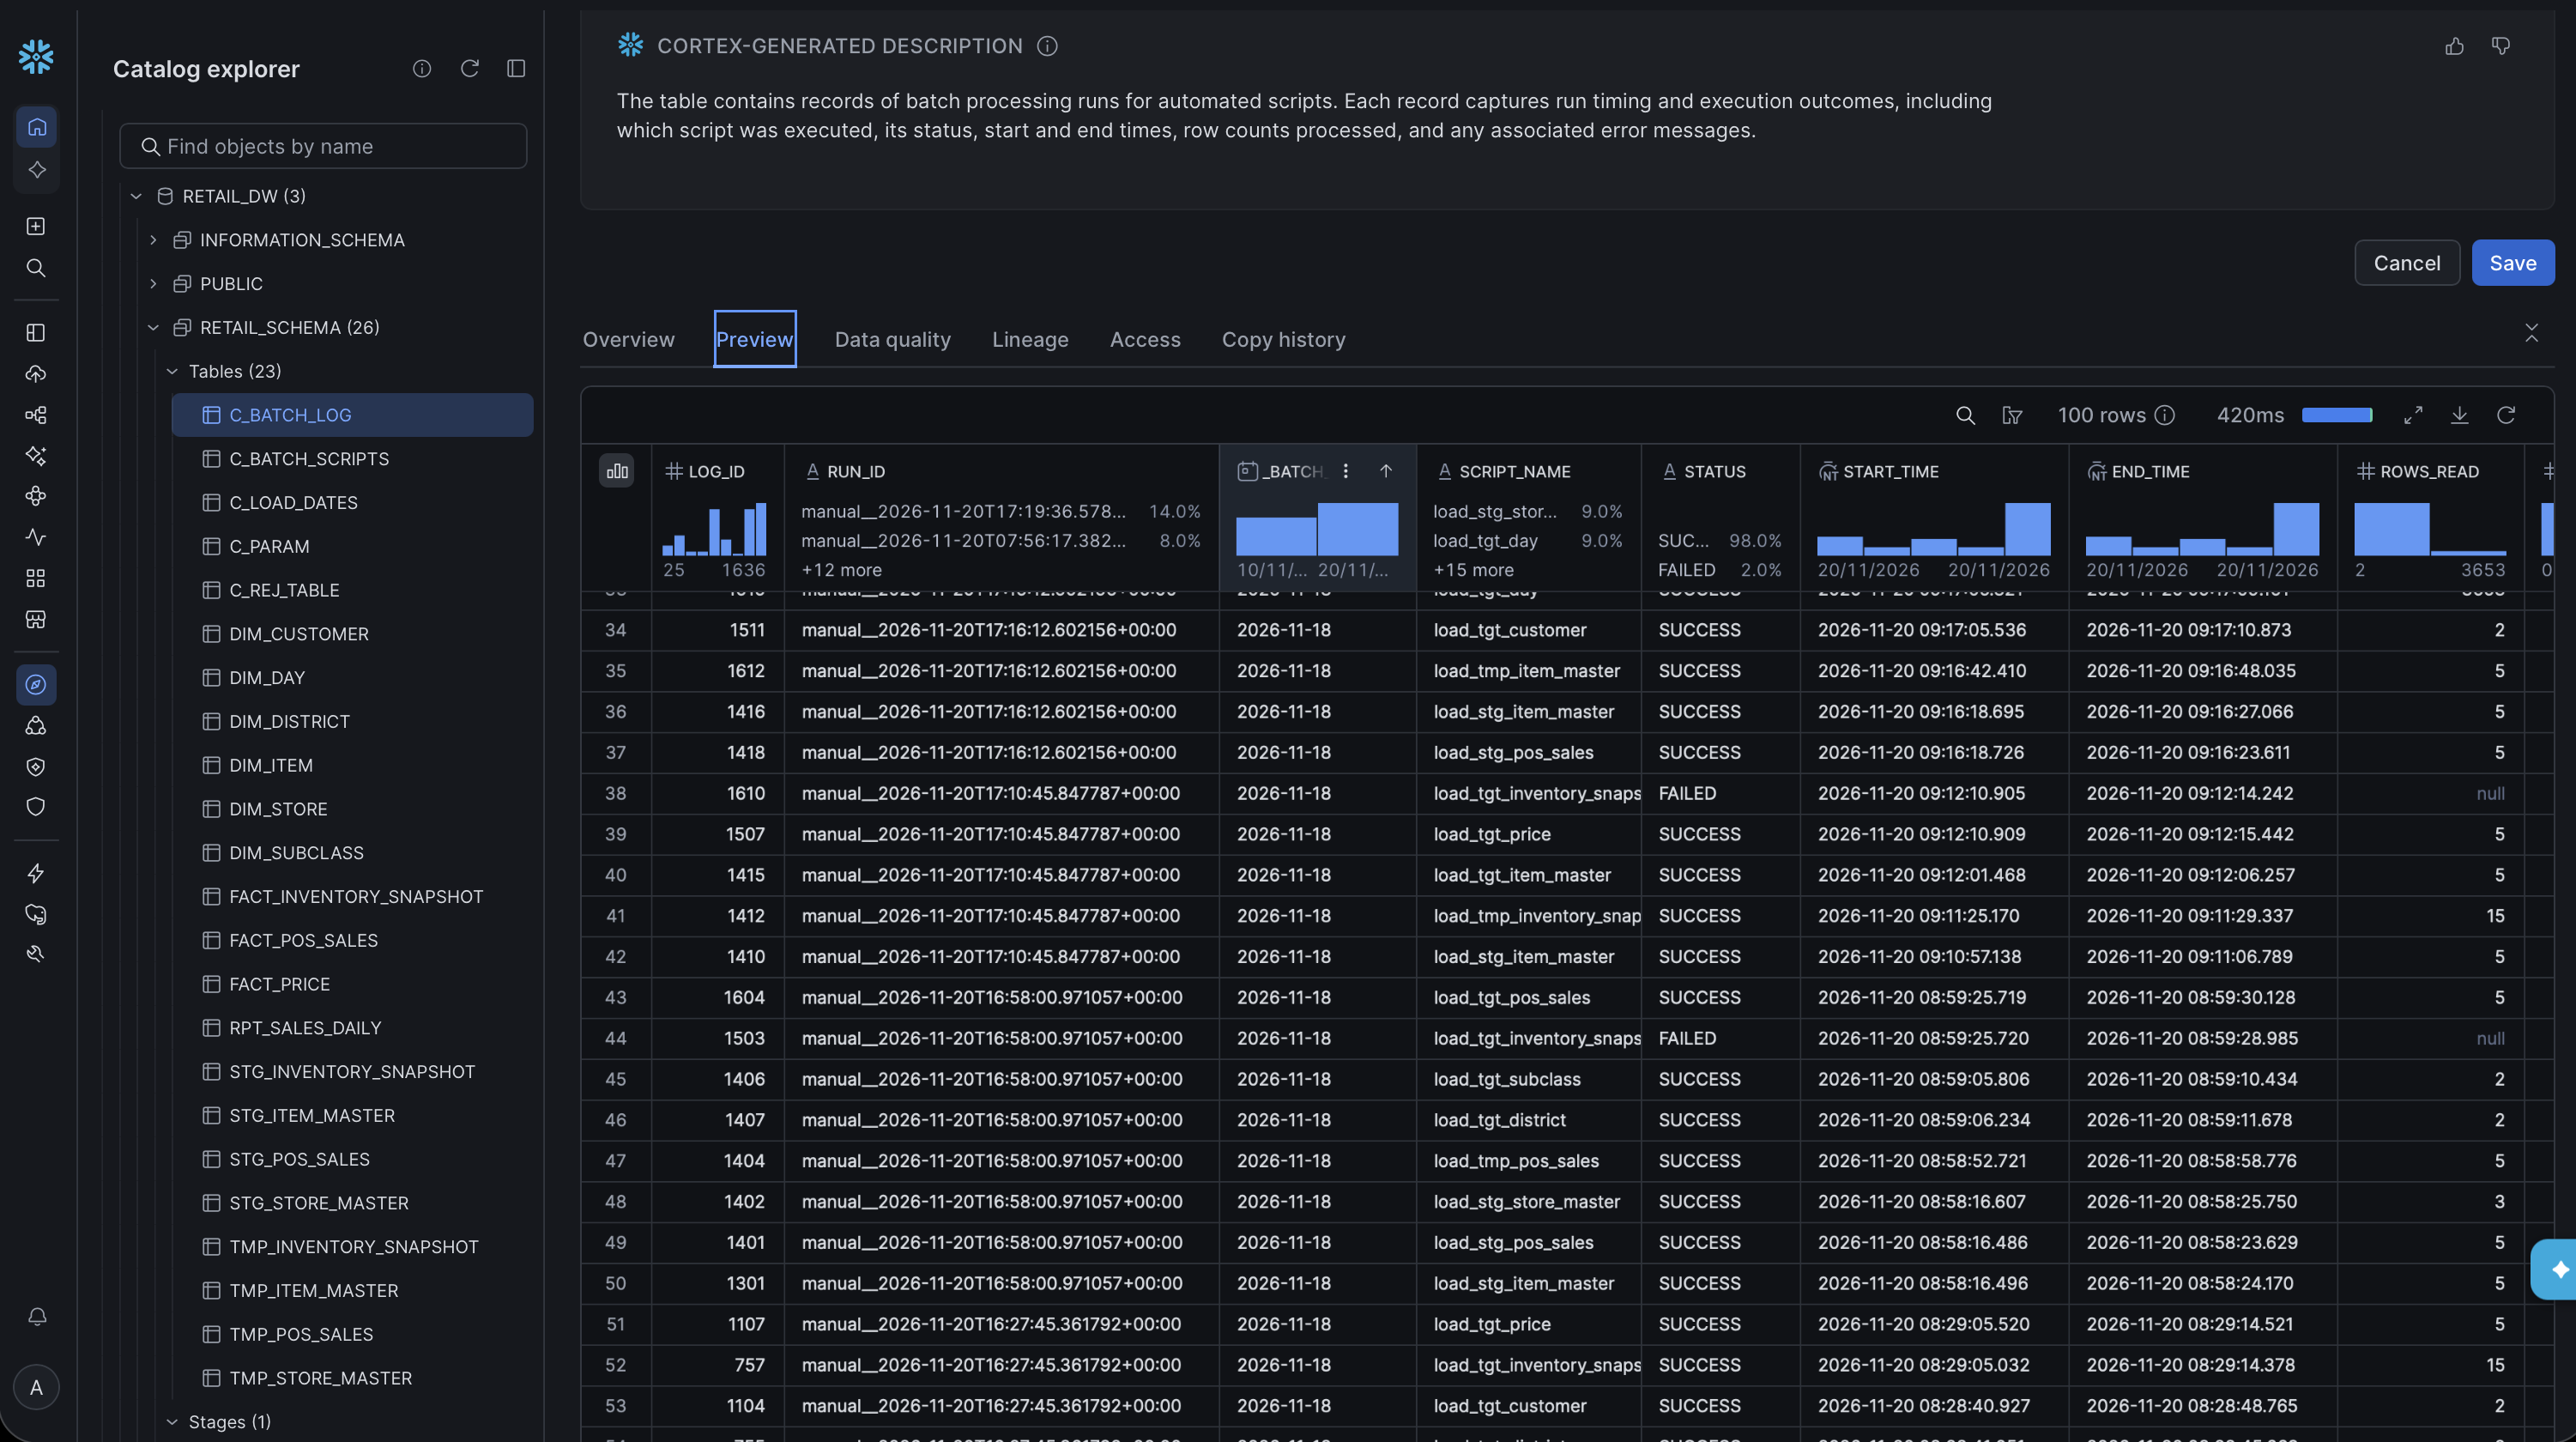 CORTEX-GENERATED DESCRIPTION
The table contains records of batch processing runs for automated scripts. Each record captures run timing and execution outcomes, including
which script was executed, its status, start and end times, row counts processed, and any associated error messages.
Cancel Save
Catalog explorer
Find objects by name
RETAIL_DW (3)
INFORMATION_SCHEMA
PUBLIC
RETAIL_SCHEMA (26)
Tables (23)
C_BATCH_LOG
C_BATCH_SCRIPTS
C_LOAD_DATES
C_PARAM
C_REJ_TABLE
DIM_CUSTOMER
DIM_DAY
DIM_DISTRICT
DIM_ITEM
DIM_STORE
DIM_SUBCLASS
FACT_INVENTORY_SNAPSHOT
FACT_POS_SALES
FACT_PRICE
RPT_SALES_DAILY
STG_INVENTORY_SNAPSHOT
STG_ITEM_MASTER
STG_POS_SALES
STG_STORE_MASTER
TMP_INVENTORY_SNAPSHOT
TMP_ITEM_MASTER
TMP_POS_SALES
TMP_STORE_MASTER
Stages (1)
A
Overview Preview Data quality Lineage Access Copy history
100 rows 420ms
LOG_ID RUN_ID _BATCH SCRIPT_NAME STATUS START_TIME END_TIME ROWS_READ
manual__2026-11-20T17:19:36.578... 14.0% load_stg_stor... 9.0%
manual__2026-11-20T07:56:17.382... 8.0% load_tgt_day 9.0% SUC... 98.0%
25 1636 +12 more 10/11/... 20/11/... +15 more FAILED 2.0% 20/11/2026 20/11/2026 20/11/2026 20/11/2026 2 3653 0
34 1511 manual__2026-11-20T17:16:12.602156+00:00 2026-11-18 load_tgt_customer SUCCESS 2026-11-20 09:17:05.536 2026-11-20 09:17:10.873 2
35 1612 manual__2026-11-20T17:16:12.602156+00:00 2026-11-18 load_tmp_item_master SUCCESS 2026-11-20 09:16:42.410 2026-11-20 09:16:48.035 5
36 1416 manual__2026-11-20T17:16:12.602156+00:00 2026-11-18 load_stg_item_master SUCCESS 2026-11-20 09:16:18.695 2026-11-20 09:16:27.066 5
37 1418 manual__2026-11-20T17:16:12.602156+00:00 2026-11-18 load_stg_pos_sales SUCCESS 2026-11-20 09:16:18.726 2026-11-20 09:16:23.611 5
38 1610 manual__2026-11-20T17:10:45.847787+00:00 2026-11-18 load_tgt_inventory_snaps FAILED 2026-11-20 09:12:10.905 2026-11-20 09:12:14.242 null
39 1507 manual__2026-11-20T17:10:45.847787+00:00 2026-11-18 load_tgt_price SUCCESS 2026-11-20 09:12:10.909 2026-11-20 09:12:15.442 5
40 1415 manual__2026-11-20T17:10:45.847787+00:00 2026-11-18 load_tgt_item_master SUCCESS 2026-11-20 09:12:01.468 2026-11-20 09:12:06.257 5
41 1412 manual__2026-11-20T17:10:45.847787+00:00 2026-11-18 load_tmp_inventory_snap SUCCESS 2026-11-20 09:11:25.170 2026-11-20 09:11:29.337 15
42 1410 manual__2026-11-20T17:10:45.847787+00:00 2026-11-18 load_stg_item_master SUCCESS 2026-11-20 09:10:57.138 2026-11-20 09:11:06.789 5
43 1604 manual__2026-11-20T16:58:00.971057+00:00 2026-11-18 load_tgt_pos_sales SUCCESS 2026-11-20 08:59:25.719 2026-11-20 08:59:30.128 5
44 1503 manual__2026-11-20T16:58:00.971057+00:00 2026-11-18 load_tgt_inventory_snaps FAILED 2026-11-20 08:59:25.720 2026-11-20 08:59:28.985 null
45 1406 manual__2026-11-20T16:58:00.971057+00:00 2026-11-18 load_tgt_subclass SUCCESS 2026-11-20 08:59:05.806 2026-11-20 08:59:10.434 2
46 1407 manual__2026-11-20T16:58:00.971057+00:00 2026-11-18 load_tgt_district SUCCESS 2026-11-20 08:59:06.234 2026-11-20 08:59:11.678 2
47 1404 manual__2026-11-20T16:58:00.971057+00:00 2026-11-18 load_tmp_pos_sales SUCCESS 2026-11-20 08:58:52.721 2026-11-20 08:58:58.776 5
48 1402 manual__2026-11-20T16:58:00.971057+00:00 2026-11-18 load_stg_store_master SUCCESS 2026-11-20 08:58:16.607 2026-11-20 08:58:25.750 3
49 1401 manual__2026-11-20T16:58:00.971057+00:00 2026-11-18 load_stg_pos_sales SUCCESS 2026-11-20 08:58:16.486 2026-11-20 08:58:23.629 5
50 1301 manual__2026-11-20T16:58:00.971057+00:00 2026-11-18 load_stg_item_master SUCCESS 2026-11-20 08:58:16.496 2026-11-20 08:58:24.170 5
51 1107 manual__2026-11-20T16:27:45.361792+00:00 2026-11-18 load_tgt_price SUCCESS 2026-11-20 08:29:05.520 2026-11-20 08:29:14.521 5
52 757 manual__2026-11-20T16:27:45.361792+00:00 2026-11-18 load_tgt_inventory_snaps SUCCESS 2026-11-20 08:29:05.032 2026-11-20 08:29:14.378 15
53 1104 manual__2026-11-20T16:27:45.361792+00:00 2026-11-18 load_tgt_customer SUCCESS 2026-11-20 08:28:40.927 2026-11-20 08:28:48.765 2